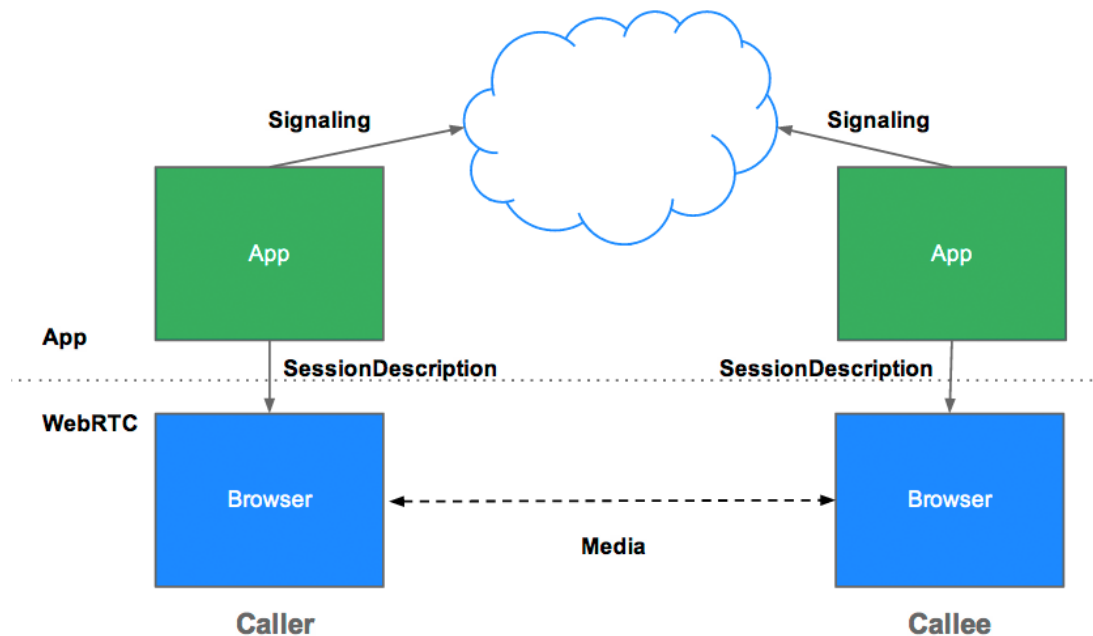 Signaling
Signaling
App
App
App
SessionDescription
SessionDescription
WebRTC
Browser
Browser
Media
Caller
Callee